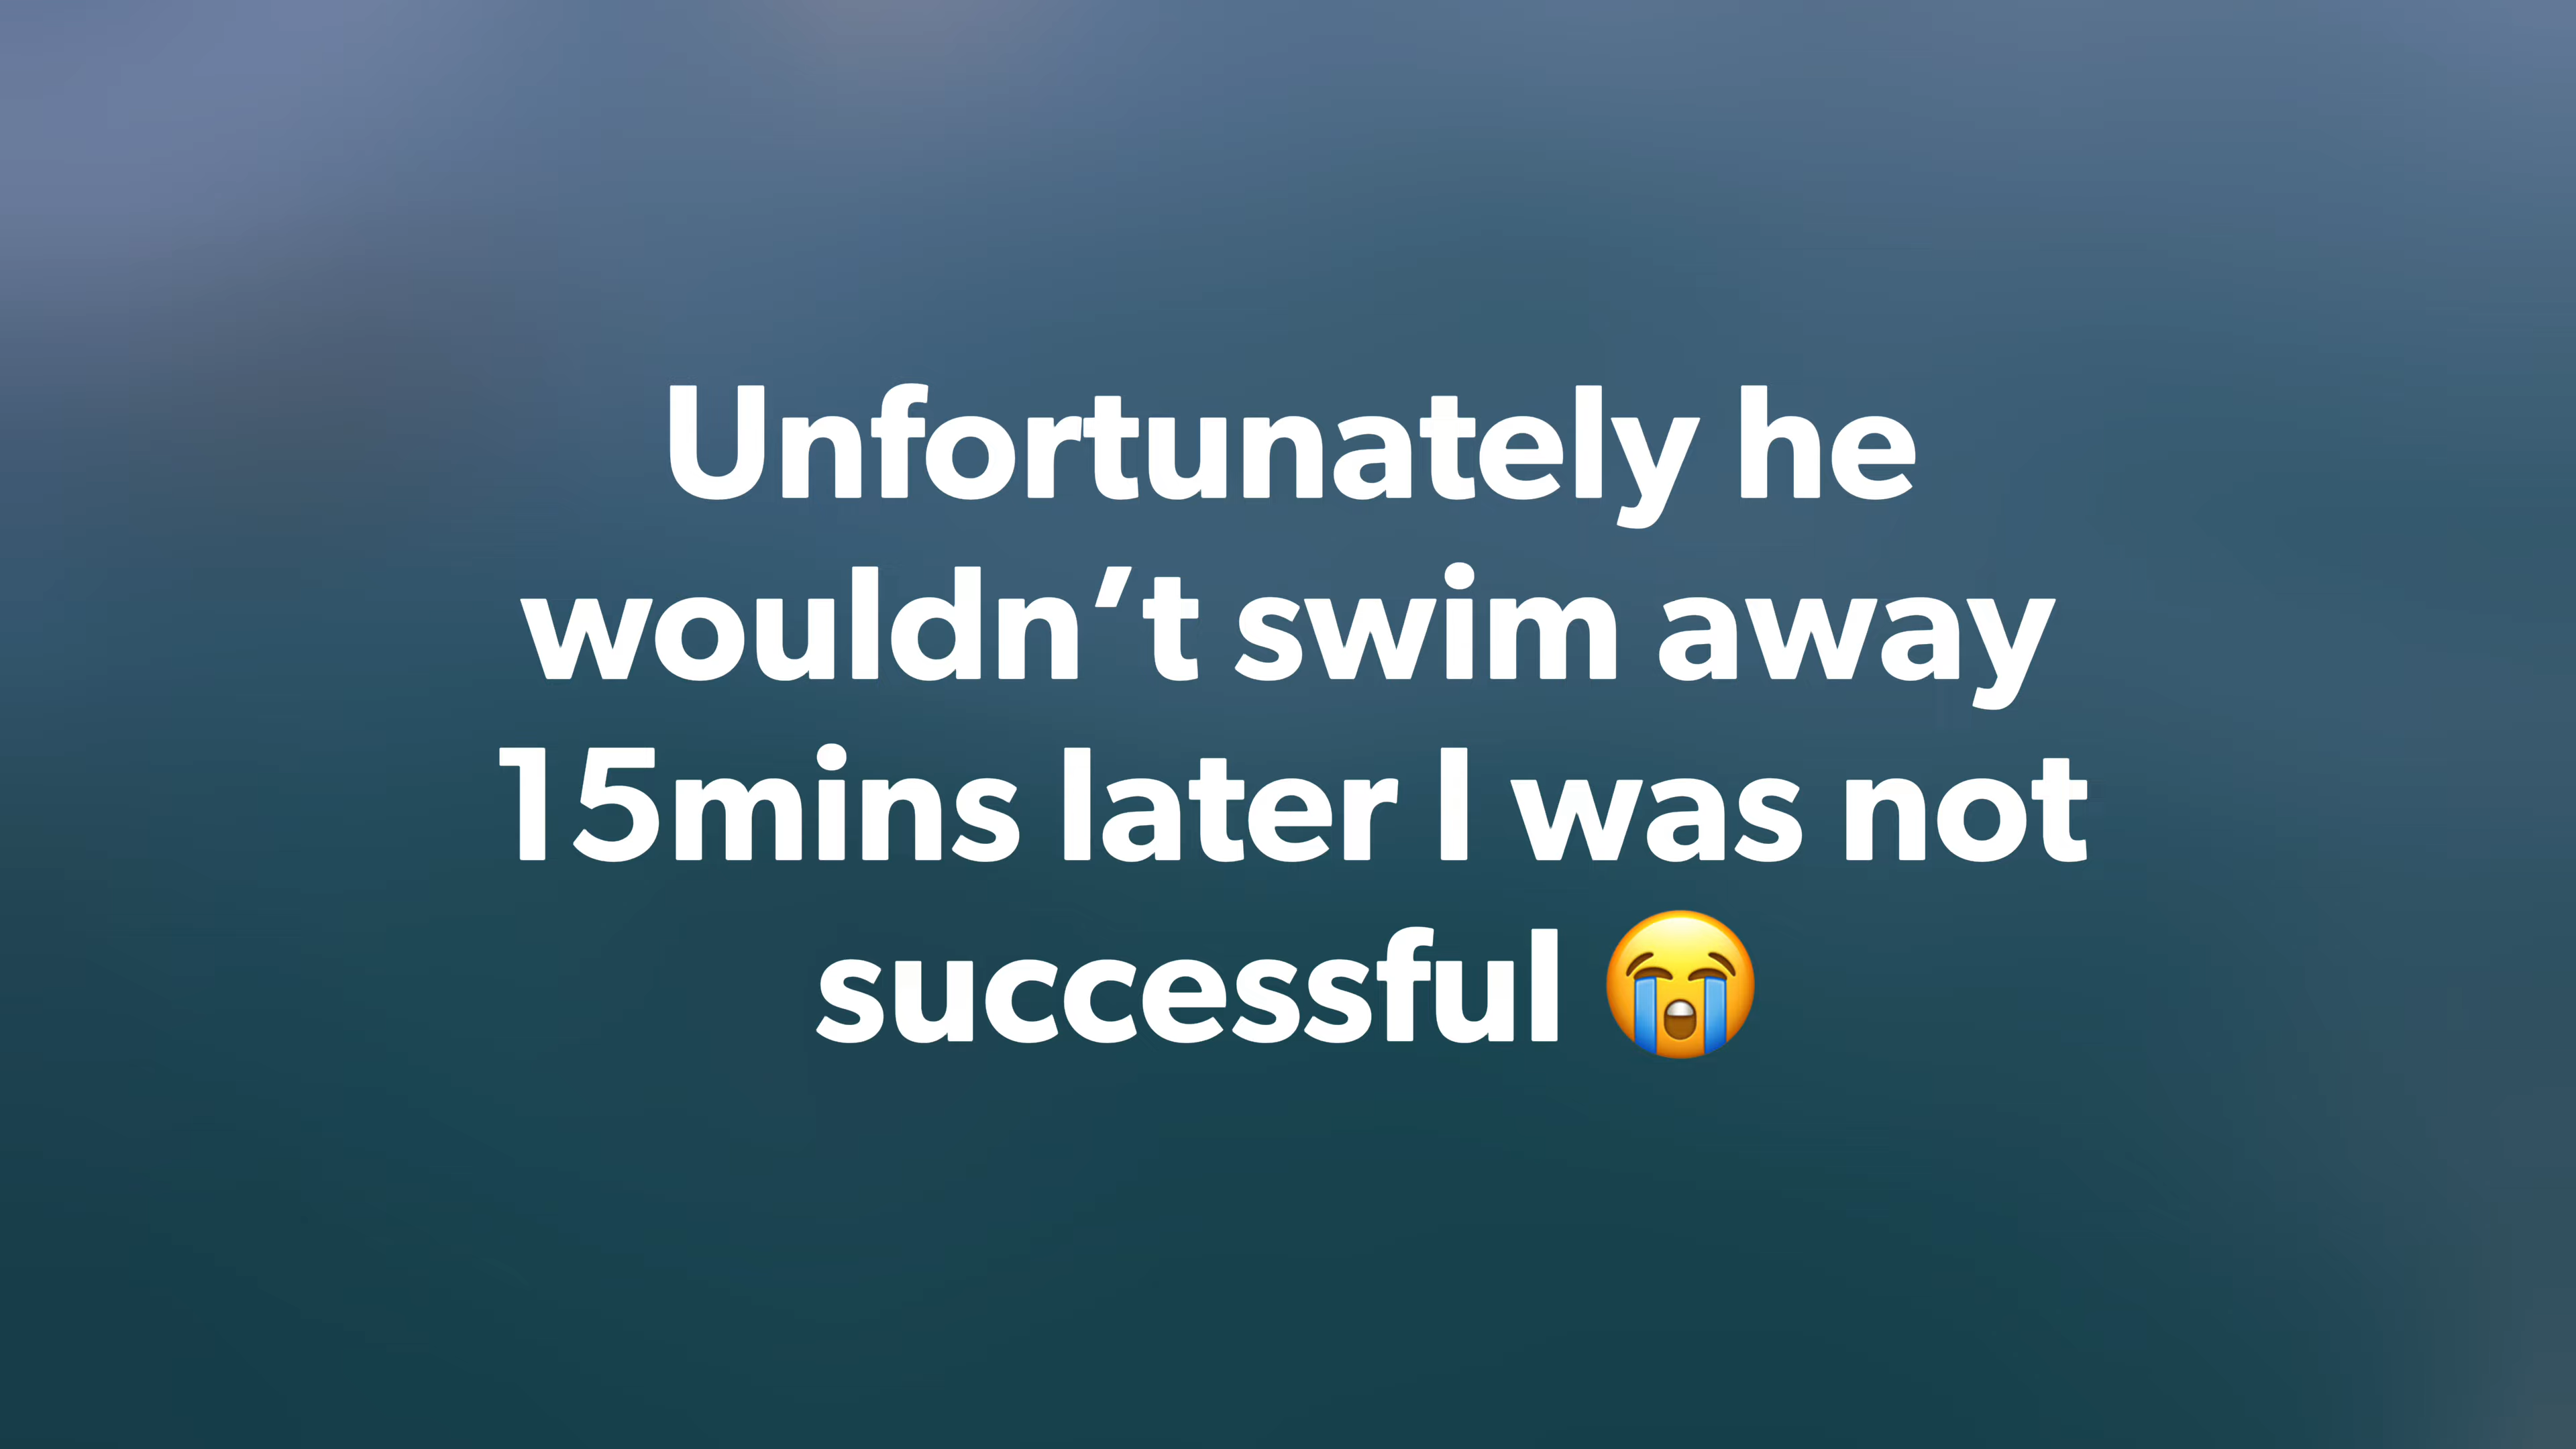 Unfortunately he
wouldn’t swim away
15mins later I was not
successful 😭